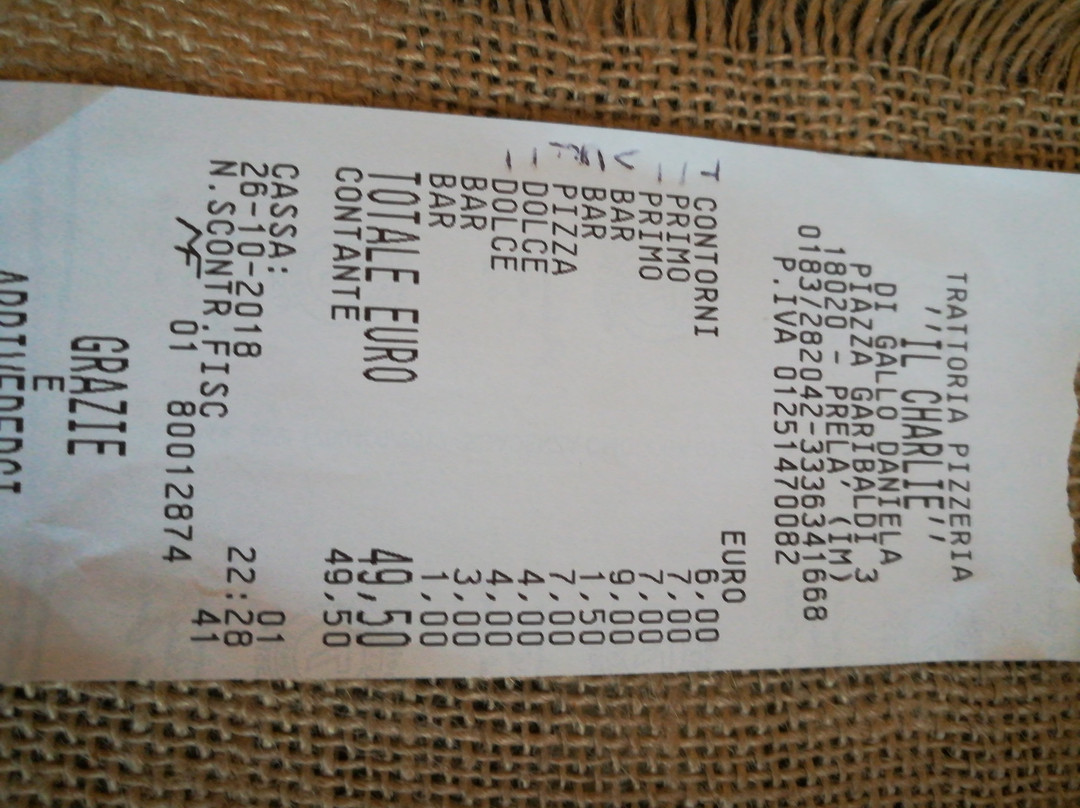 TRATTORIA PIZZERIA
,,IL CHARLIE,,
DI GALLO DANIELA
PIAZZA GARIBALDI 3
18020 - PRELA, (IM)
0183/282042-3336341668
P.IVA 01251470082
EURO
CONTORNI 6,00
PRIMO 7,00
PRIMO 7,00
BAR 9,00
BAR 1,50
PIZZA 7,00
DOLCE 4,00
DOLCE 4,00
BAR 3,00
BAR 1,00
TOTALE EURO 49,50
CONTANTE 49,50
CASSA: 01
26-10-2018 22:28
N.SCONTR.FISC 41
MF 01 80012874
GRAZIE
E
ARRIVEDERCI